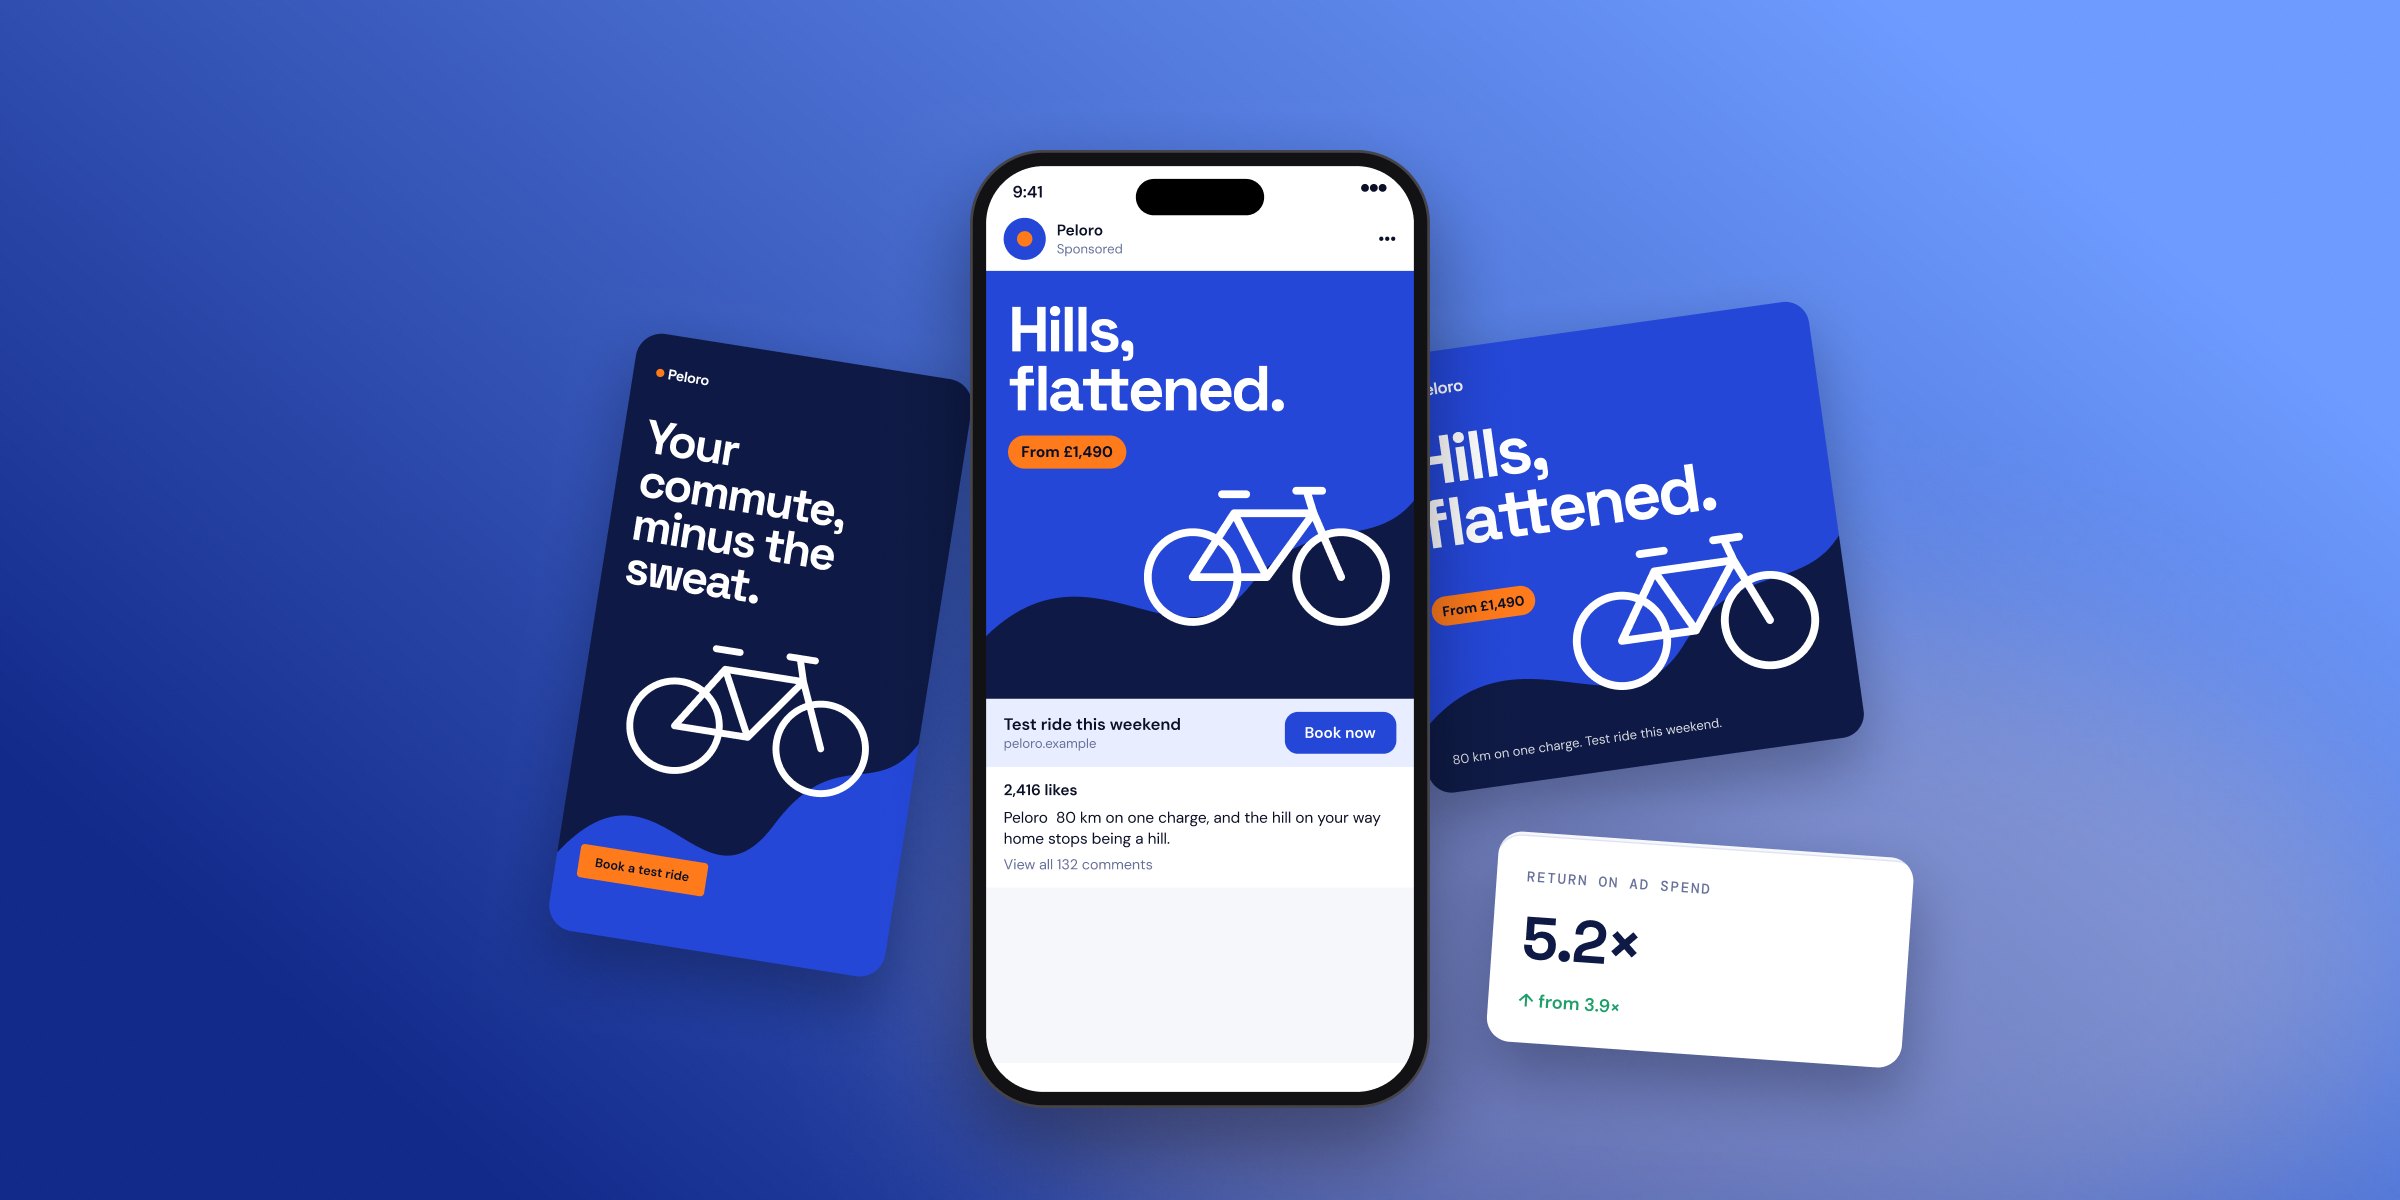 Peloro
Your
commute,
minus the
sweat.
Book a test ride
9:41
Peloro
Sponsored
Hills,
flattened.
From £1,490
Test ride this weekend
peloro.example
Book now
2,416 likes
Peloro 80 km on one charge, and the hill on your way
home stops being a hill.
View all 132 comments
eloro
Hills,
flattened.
From £1,490
80 km on one charge. Test ride this weekend.
RETURN ON AD SPEND
5.2×
↑ from 3.9×